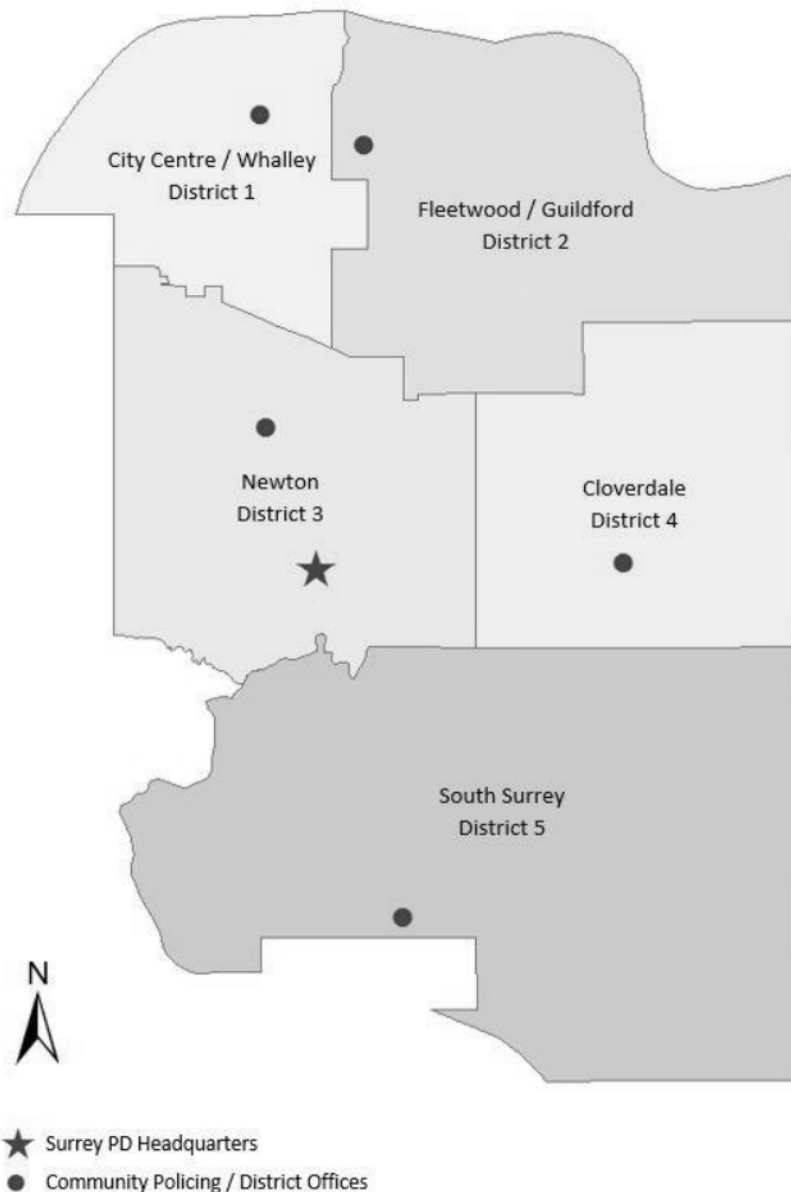 City Centre / Whalley
District 1
Fleetwood / Guildford
District 2
Newton
District 3
Cloverdale
District 4
South Surrey
District 5
N
Surrey PD Headquarters
Community Policing / District Offices